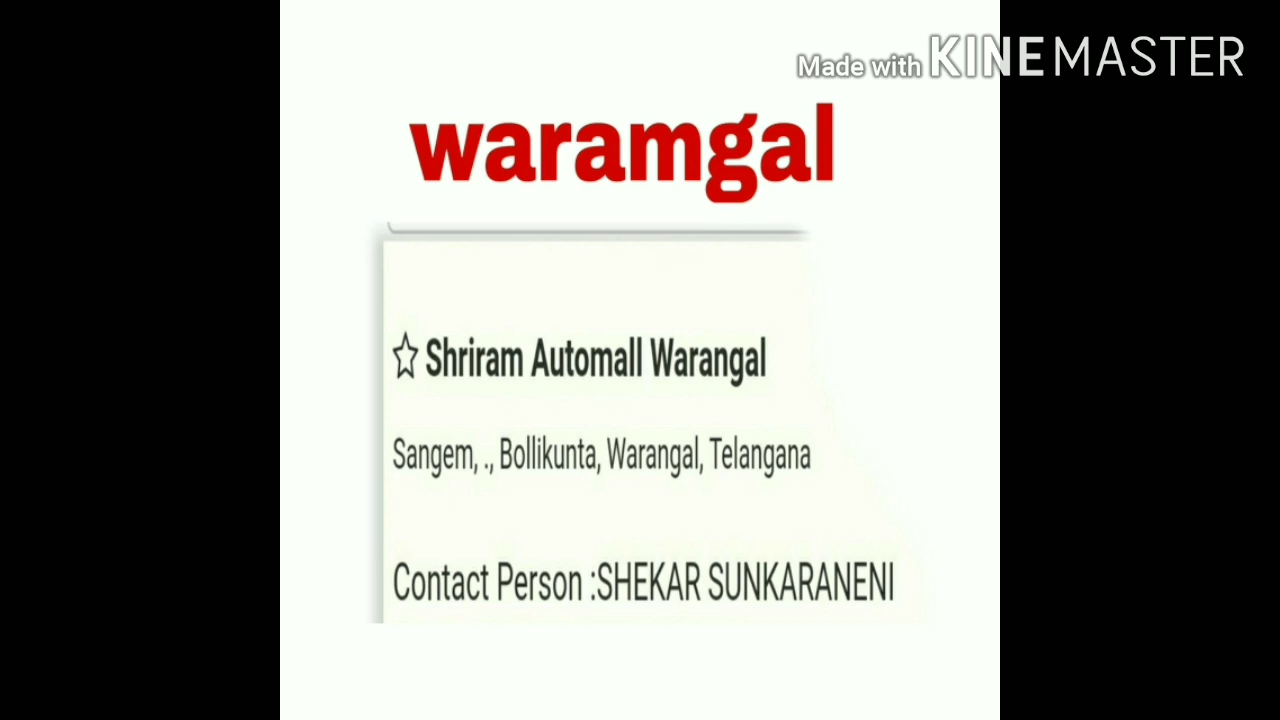 Made with KINEMASTER
waramgal
☆ Shriram Automall Warangal
Sangem, ., Bollikunta, Warangal, Telangana
Contact Person :SHEKAR SUNKARANENI